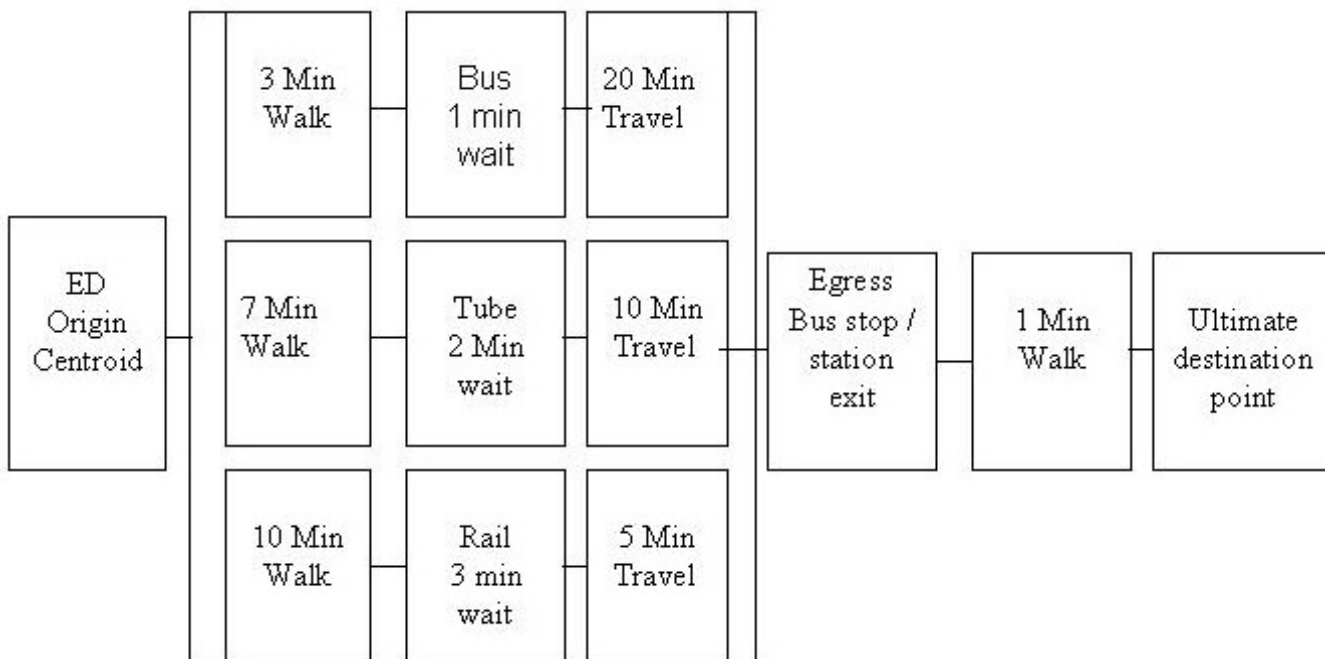 ED
Origin
Centroid
3 Min
Walk
Bus
1 min
wait
20 Min
Travel
7 Min
Walk
Tube
2 Min
wait
10 Min
Travel
10 Min
Walk
Rail
3 min
wait
5 Min
Travel
Egress
Bus stop /
station
exit
1 Min
Walk
Ultimate
destination
point